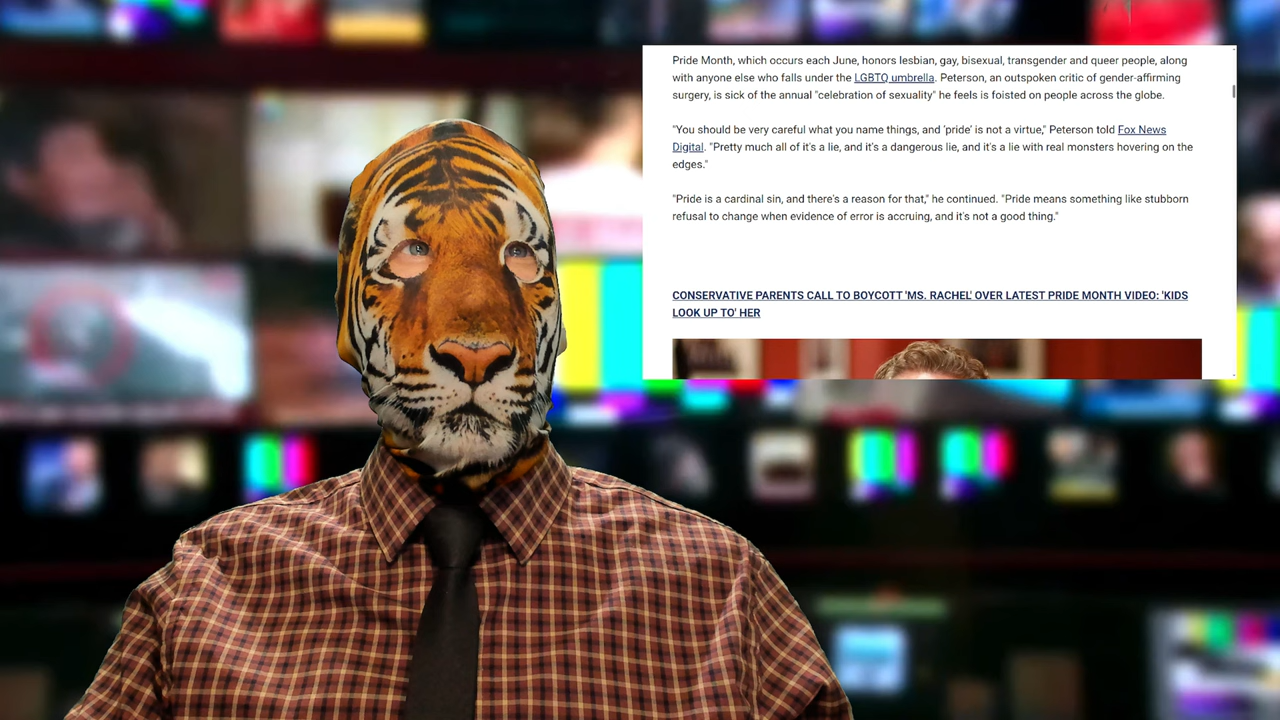 Pride Month, which occurs each June, honors lesbian, gay, bisexual, transgender and queer people, along
with anyone else who falls under the LGBTQ umbrella. Peterson, an outspoken critic of gender-affirming
surgery, is sick of the annual "celebration of sexuality" he feels is foisted on people across the globe.
"You should be very careful what you name things, and 'pride' is not a virtue," Peterson told Fox News
Digital. "Pretty much all of it's a lie, and it's a dangerous lie, and it's a lie with real monsters hovering on the
edges."
"Pride is a cardinal sin, and there's a reason for that," he continued. "Pride means something like stubborn
refusal to change when evidence of error is accruing, and it's not a good thing."
CONSERVATIVE PARENTS CALL TO BOYCOTT 'MS. RACHEL' OVER LATEST PRIDE MONTH VIDEO: 'KIDS
LOOK UP TO' HER